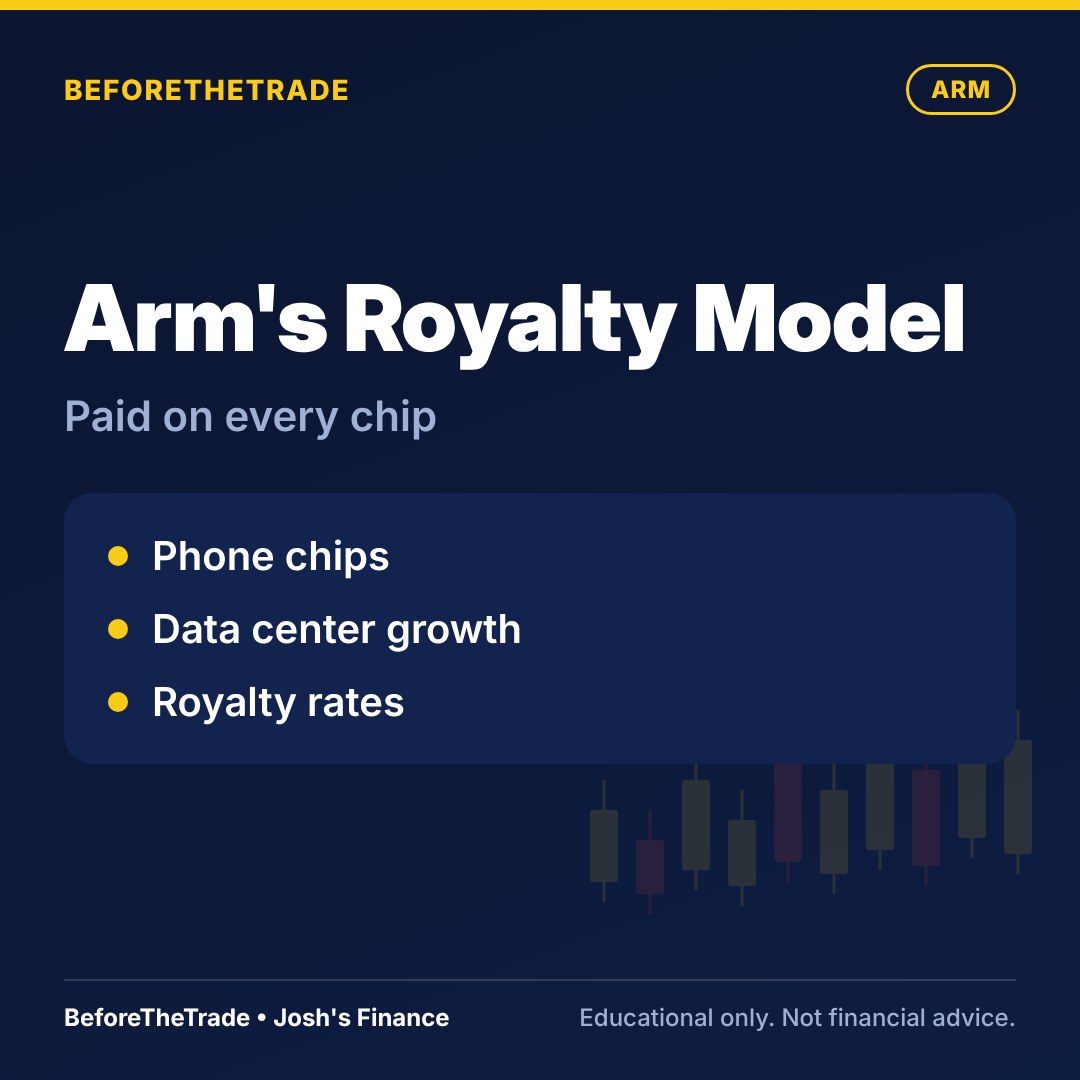 BEFORETHETRADE
ARM
Arm's Royalty Model
Paid on every chip
Phone chips
Data center growth
Royalty rates
BeforeTheTrade • Josh's Finance
Educational only. Not financial advice.